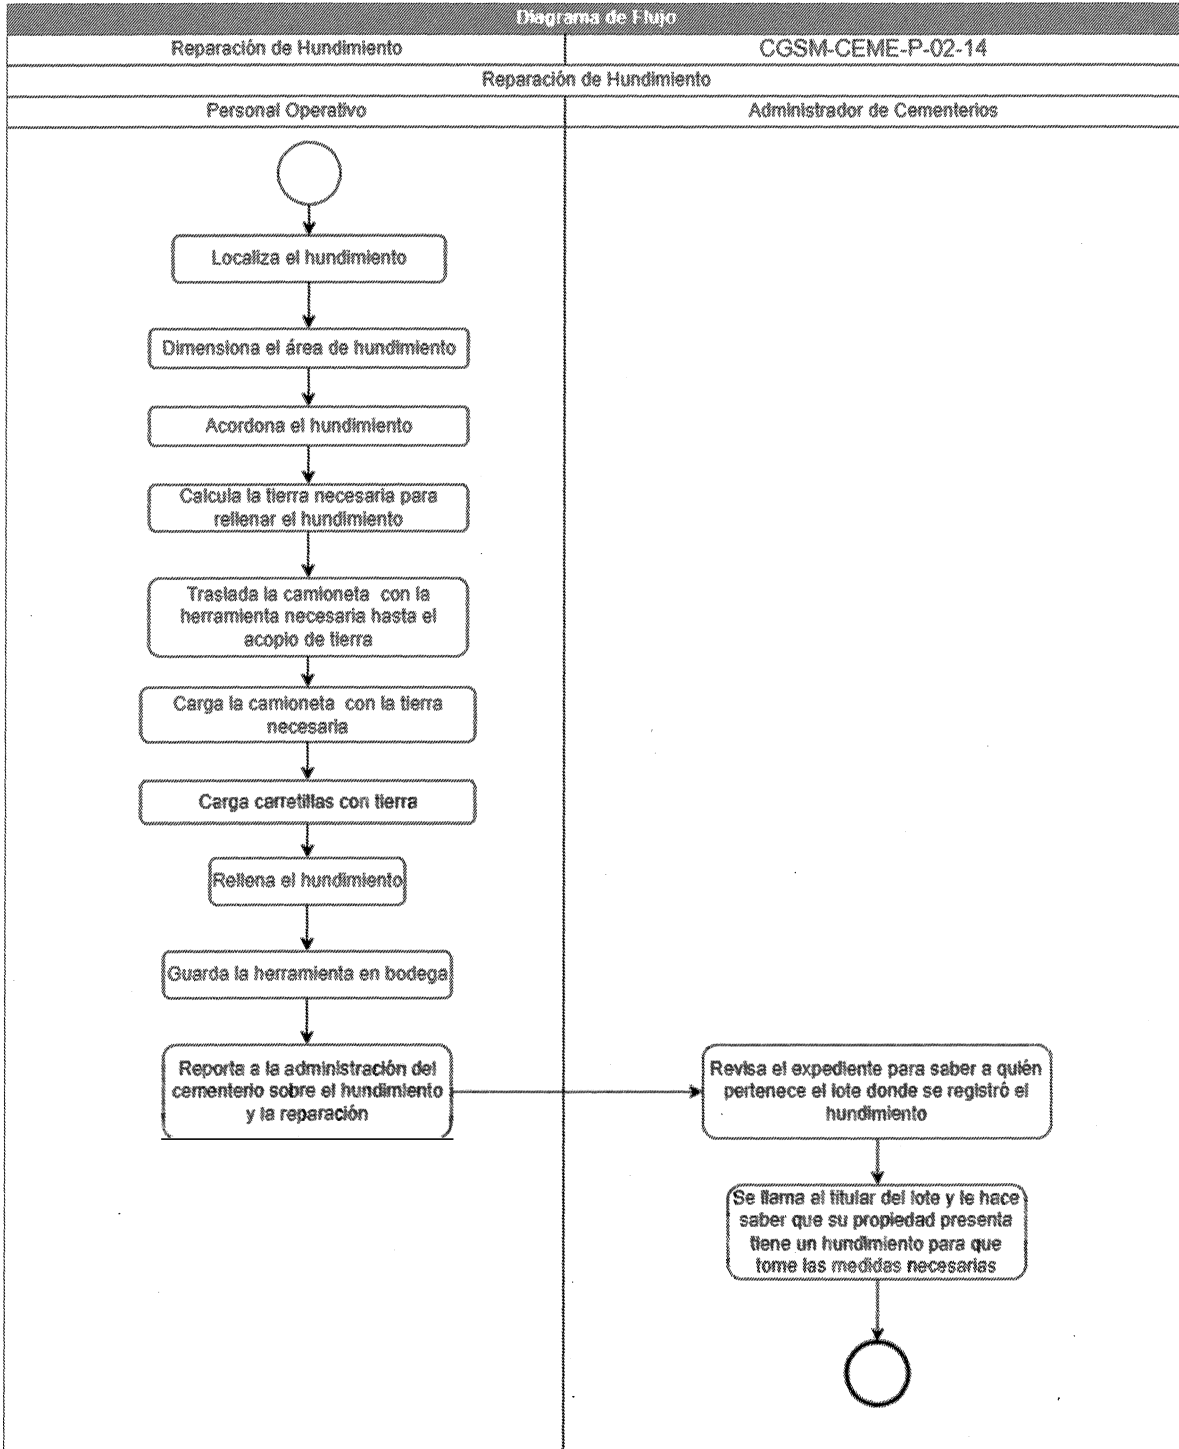 Diagrama de Flujo
Reparación de Hundimiento
CGSM-CEME-P-02-14
Reparación de Hundimiento
Personal Operativo
Administrador de Cementerios
Localiza el hundimiento
Dimensiona el área de hundimiento
Acordona el hundimiento
Calcula la tierra necesaria para
rellenar el hundimiento
Traslada la camioneta con la
herramienta necesaria hasta el
acopio de tierra
Carga la camioneta con la tierra
necesaria
Carga carretillas con tierra
Rellena el hundimiento
Guarda la herramienta en bodega
Reporta a la administración del
cementerio sobre el hundimiento
y la reparación
Revisa el expediente para saber a quién
pertenece el lote donde se registró el
hundimiento
Se llama al titular del lote y le hace
saber que su propiedad presenta
tiene un hundimiento para que
tome las medidas necesarias